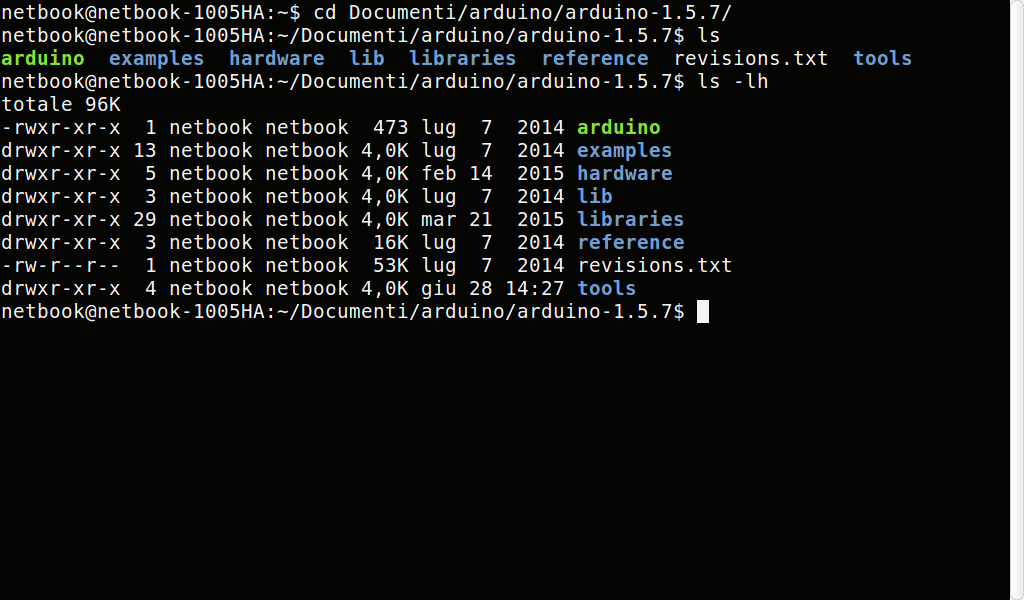 netbook@netbook-1005HA:~$ cd Documenti/arduino/arduino-1.5.7/
netbook@netbook-1005HA:~/Documenti/arduino/arduino-1.5.7$ ls
arduino  examples  hardware  lib  libraries  reference  revisions.txt  tools
netbook@netbook-1005HA:~/Documenti/arduino/arduino-1.5.7$ ls -lh
totale 96K
-rwxr-xr-x  1 netbook netbook  473 lug  7  2014 arduino
drwxr-xr-x 13 netbook netbook 4,0K lug  7  2014 examples
drwxr-xr-x  5 netbook netbook 4,0K feb 14  2015 hardware
drwxr-xr-x  3 netbook netbook 4,0K lug  7  2014 lib
drwxr-xr-x 29 netbook netbook 4,0K mar 21  2015 libraries
drwxr-xr-x  3 netbook netbook  16K lug  7  2014 reference
-rw-r--r--  1 netbook netbook  53K lug  7  2014 revisions.txt
drwxr-xr-x  4 netbook netbook 4,0K giu 28 14:27 tools
netbook@netbook-1005HA:~/Documenti/arduino/arduino-1.5.7$